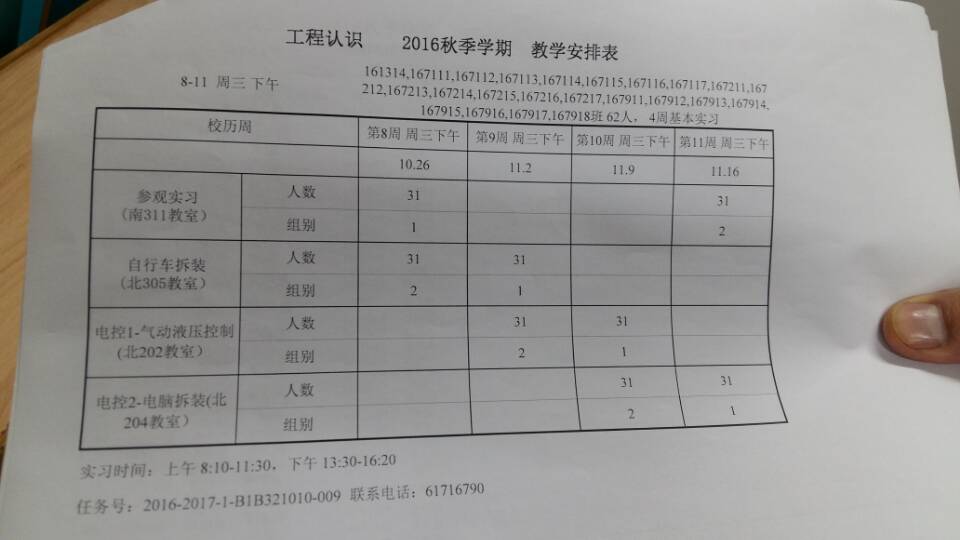 工程认识 2016秋季学期 教学安排表
8-11 周三 下午
161314,167111,167112,167113,167114,167115,167116,167117,167211,167
212,167213,167214,167215,167216,167217,167911,167912,167913,167914,
167915,167916,167917,167918班 62人， 4周基本实习
校历周 第8周 周三下午 第9周 周三下午 第10周 周三下午 第11周 周三下午
10.26 11.2 11.9 11.16
参观实习
（南311教室） 人数 31 31
组别 1 2
自行车拆装
（北305教室） 人数 31 31
组别 2 1
电控1-气动液压控制
(北202教室） 人数 31 31
组别 2 1
电控2-电脑拆装(北
204教室） 人数 31 31
组别 2 1
实习时间：上午 8:10-11:30，下午 13:30-16:20
任务号：2016-2017-1-B1B321010-009 联系电话：61716790